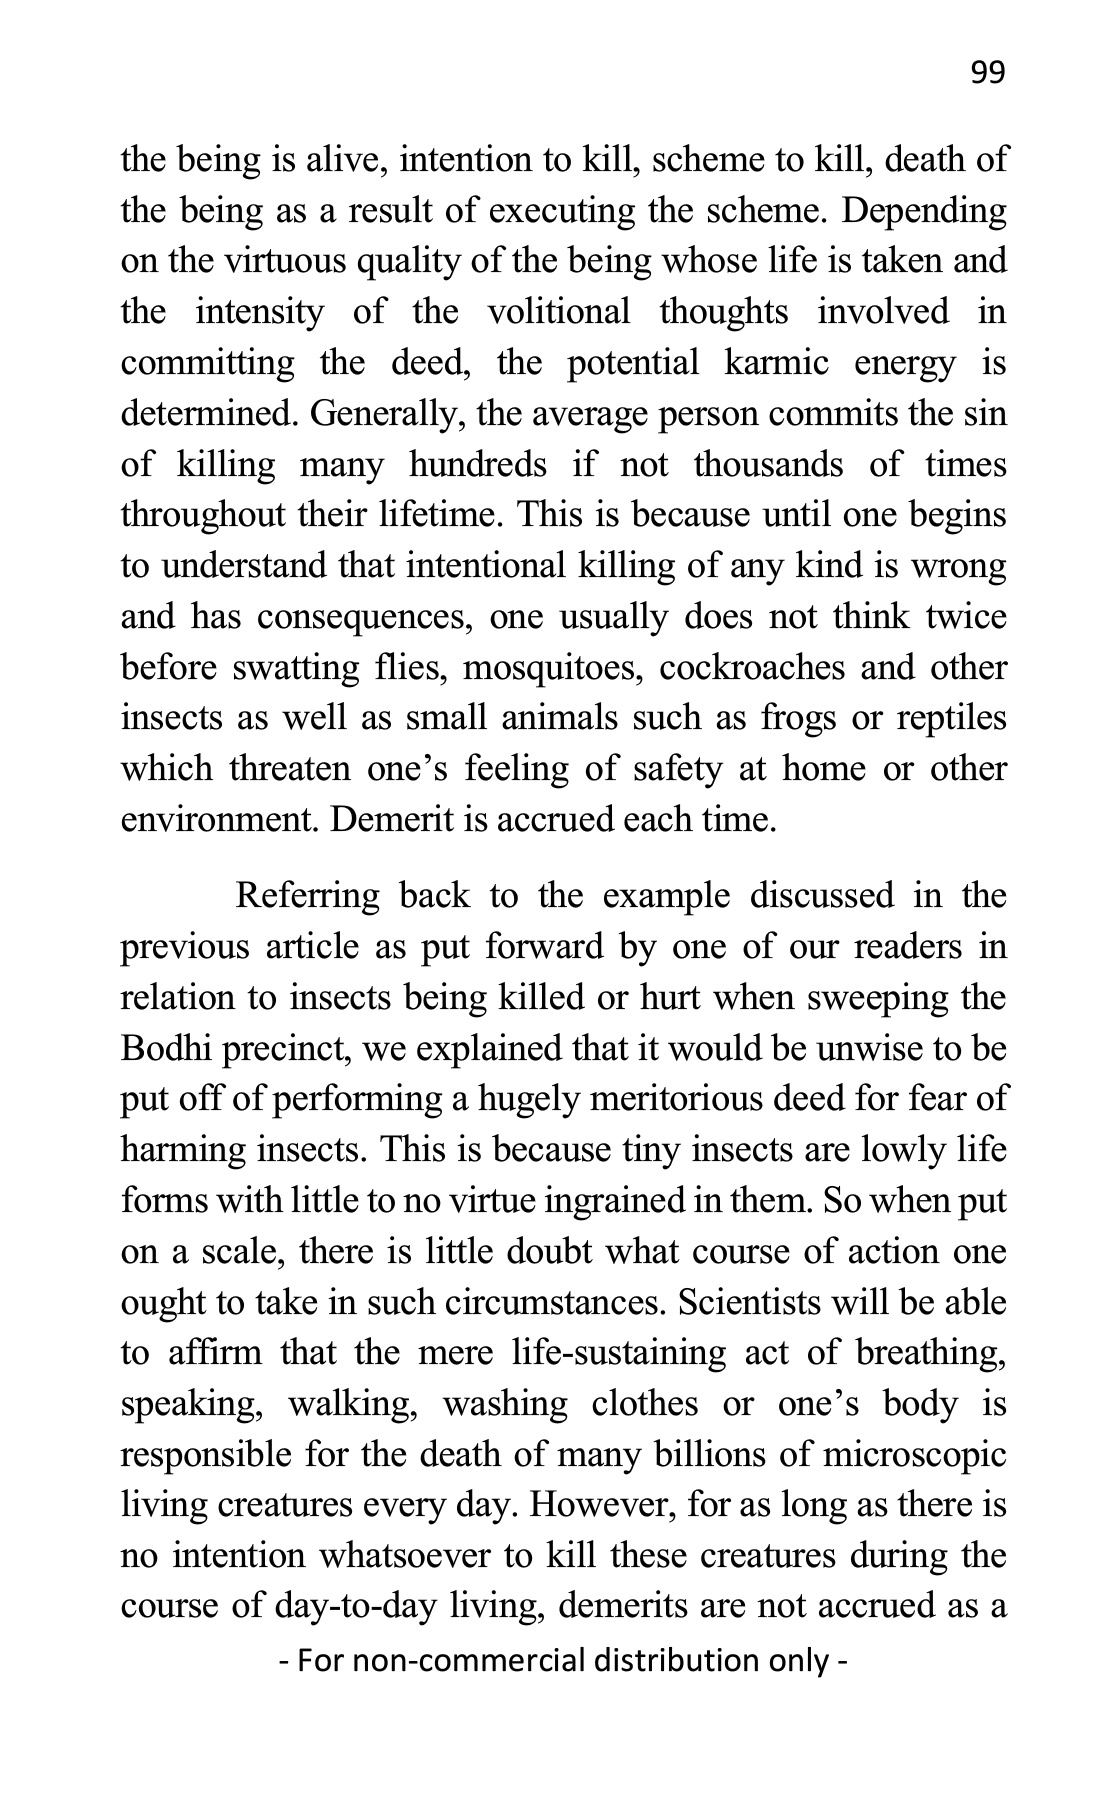 99
the being is alive, intention to kill, scheme to kill, death of
the being as a result of executing the scheme. Depending
on the virtuous quality of the being whose life is taken and
the intensity of the volitional thoughts involved in
committing the deed, the potential karmic energy is
determined. Generally, the average person commits the sin
of killing many hundreds if not thousands of times
throughout their lifetime. This is because until one begins
to understand that intentional killing of any kind is wrong
and has consequences, one usually does not think twice
before swatting flies, mosquitoes, cockroaches and other
insects as well as small animals such as frogs or reptiles
which threaten one’s feeling of safety at home or other
environment. Demerit is accrued each time.
Referring back to the example discussed in the
previous article as put forward by one of our readers in
relation to insects being killed or hurt when sweeping the
Bodhi precinct, we explained that it would be unwise to be
put off of performing a hugely meritorious deed for fear of
harming insects. This is because tiny insects are lowly life
forms with little to no virtue ingrained in them. So when put
on a scale, there is little doubt what course of action one
ought to take in such circumstances. Scientists will be able
to affirm that the mere life-sustaining act of breathing,
speaking, walking, washing clothes or one’s body is
responsible for the death of many billions of microscopic
living creatures every day. However, for as long as there is
no intention whatsoever to kill these creatures during the
course of day-to-day living, demerits are not accrued as a
- For non-commercial distribution only -